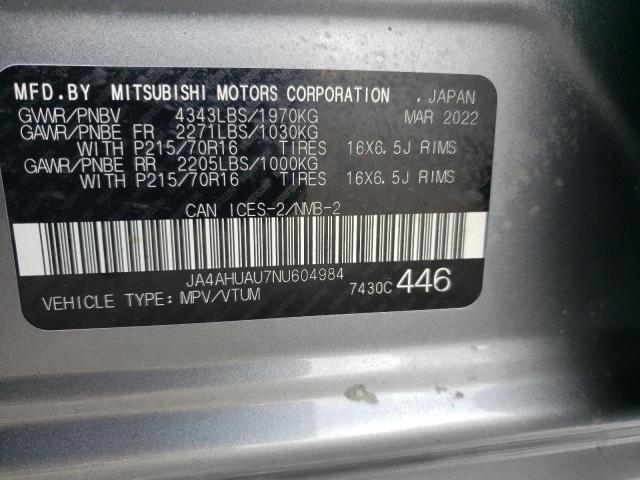 MFD.BY MITSUBISHI MOTORS CORPORATION , JAPAN
GVWR/PNBV 4343LBS/1970KG MAR 2022
GAWR/PNBE FR 2271LBS/1030KG
WITH P215/70R16 TIRES 16X6.5J RIMS
GAWR/PNBE RR 2205LBS/1000KG
WITH P215/70R16 TIRES 16X6.5J RIMS
CAN ICES-2/NMB-2
JA4AHUAU7NU604984
VEHICLE TYPE: MPV/VTUM 7430C 446